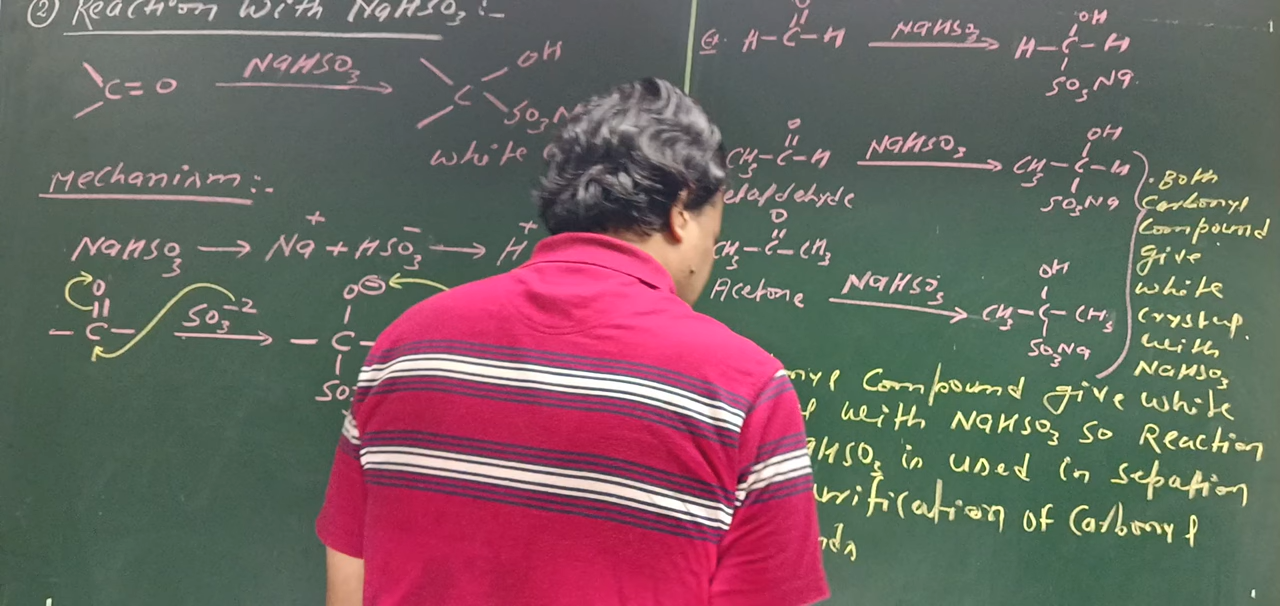 ② Reaction With NaHSO3 :-
C=O NaHSO3 → C OH
SO3N
white
Mechanism:-
NaHSO3 → Na+ + HSO3- → H+
O
-C- SO3-2 → O⊖
-C-
SO
Ex. H-C-H NaHSO3 → H-C-H
O OH
SO3Na
O OH
CH3-C-H NaHSO3 → CH3-C-H
SO3Na
O
CH3-C-CH3
Acetone NaHSO3 → OH
CH3-C-CH3
SO3Na
. Both
Carbonyl
Compound
give
white
crystal.
with
NaHSO3
Compound give white
with NaHSO3 so Reaction
is used in sepation
of Carbonyl